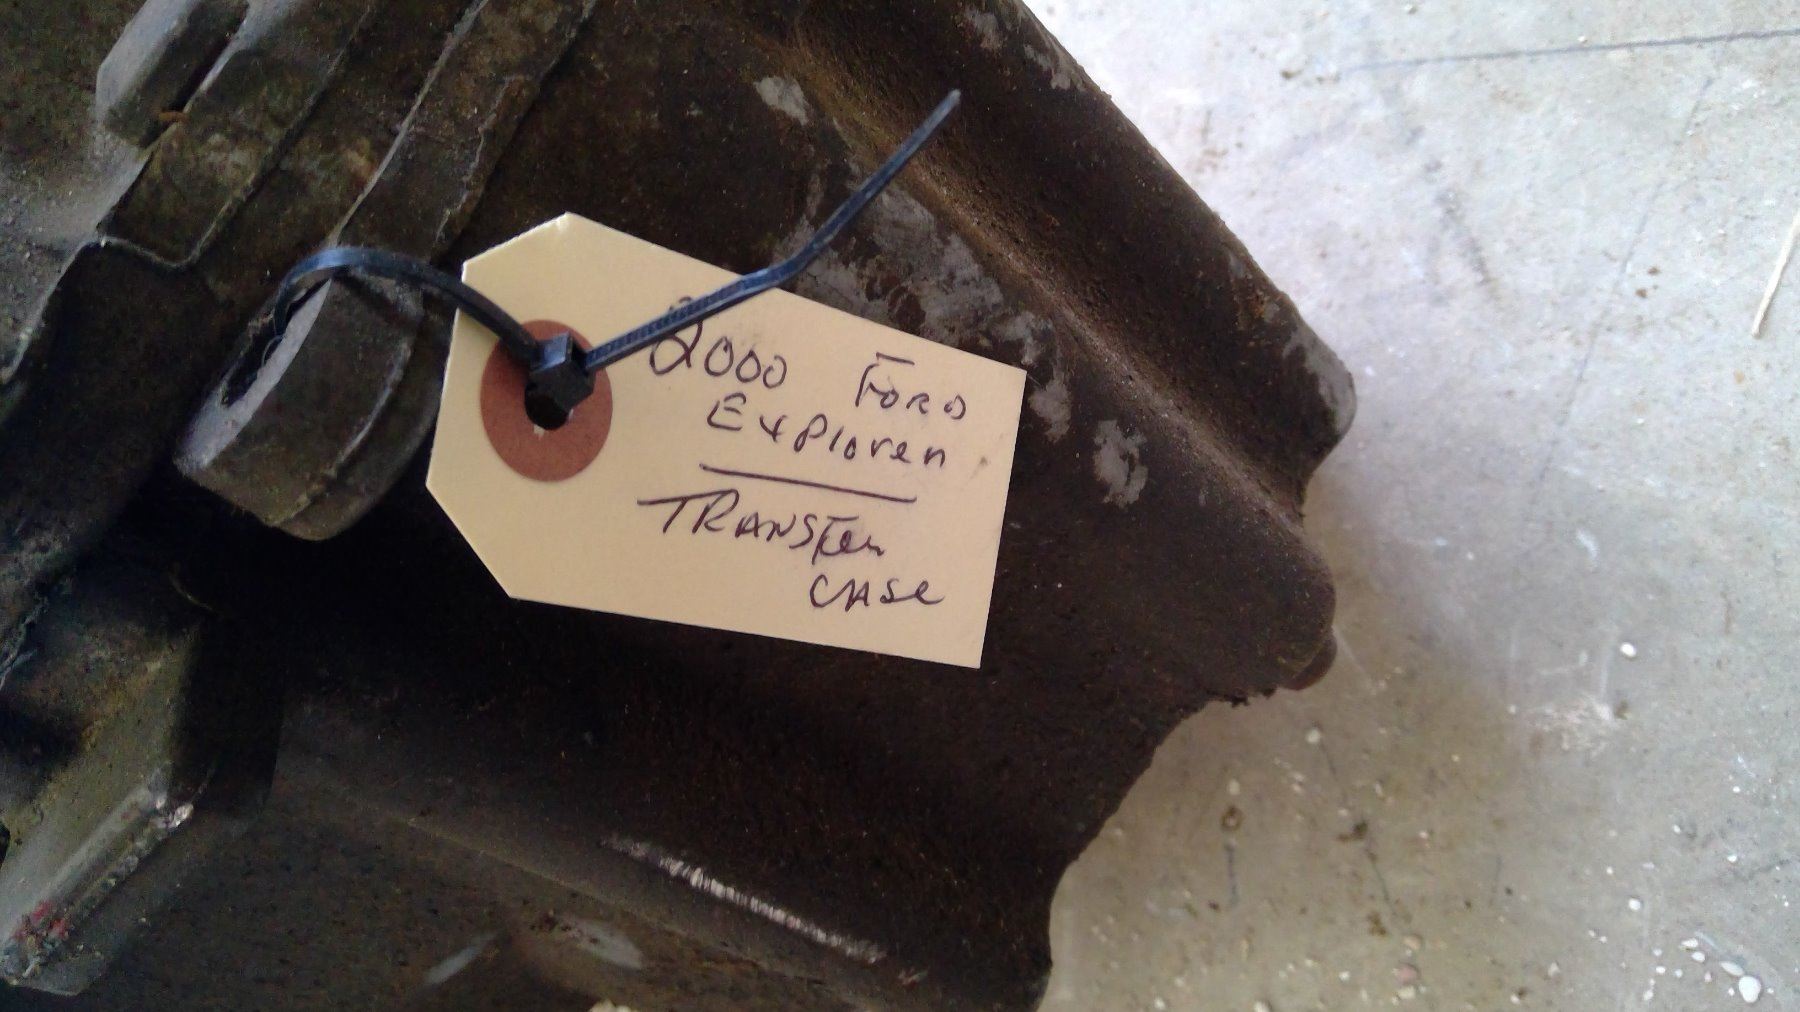 2000 Ford
Explorer
TRANSfer
CASe